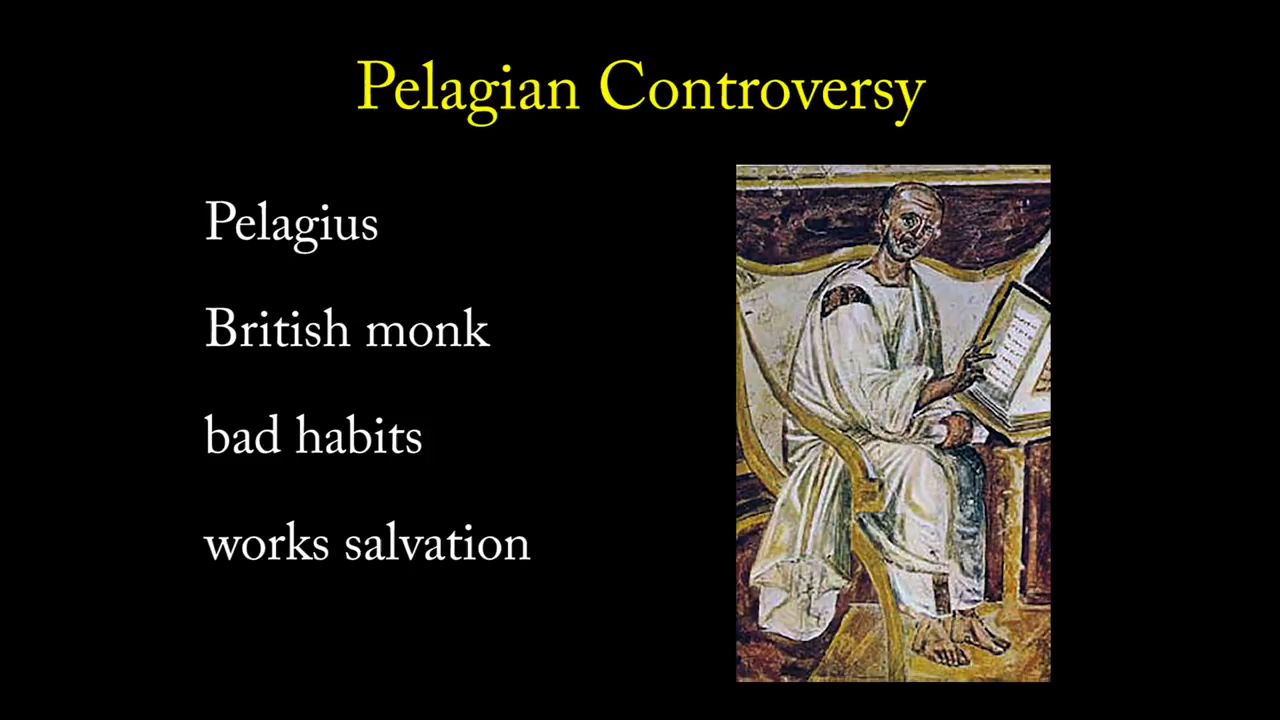 Pelagian Controversy
Pelagius
British monk
bad habits
works salvation